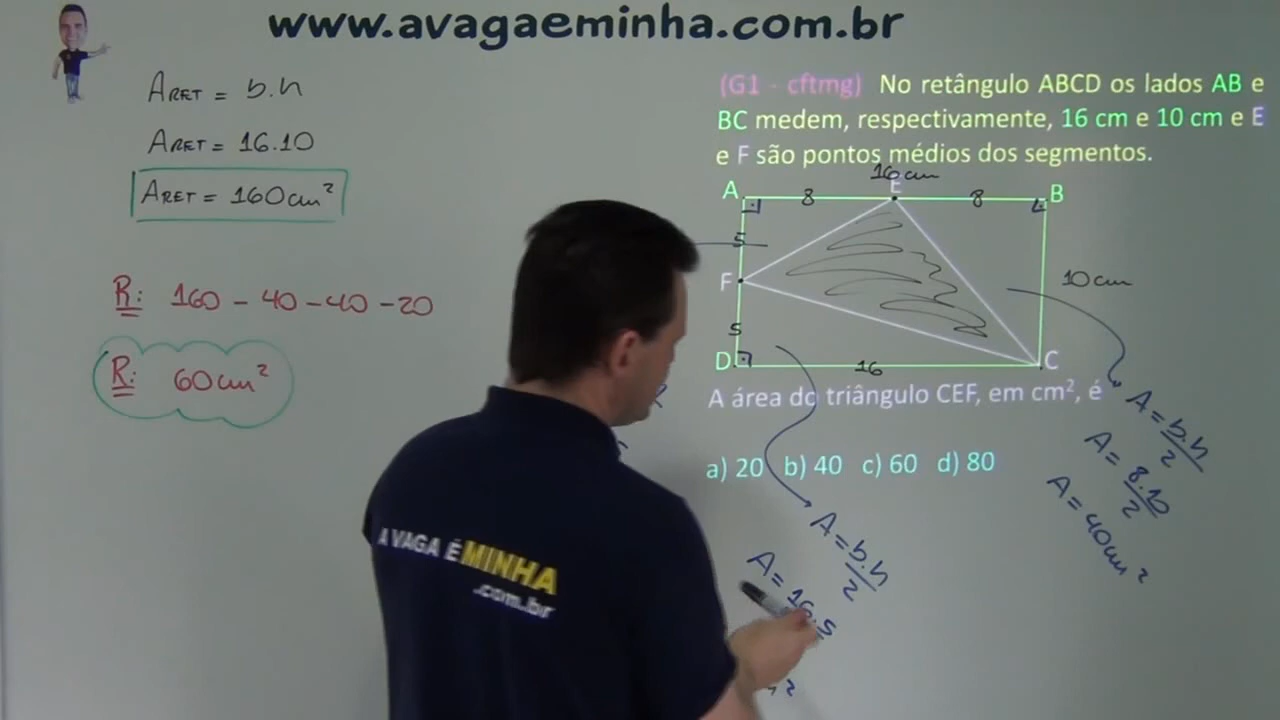 www.avagaeminha.com.br
ARET = b.h
ARET = 16.10
ARET = 160cm²
R: 160 - 40 - 40 - 20
R: 60cm²
(G1 - cftmg) No retângulo ABCD os lados AB e
BC medem, respectivamente, 16 cm e 10 cm e E
e F são pontos médios dos segmentos.
16cm
A 8 E 8 B
5
F 10cm
5
D 16 C
A área do triângulo CEF, em cm², é
a) 20 b) 40 c) 60 d) 80
A = b.h/2
A = 8.10/2
A = 40cm²
A = b.h/2
A = 16.5
A VAGA É MINHA
.com.br